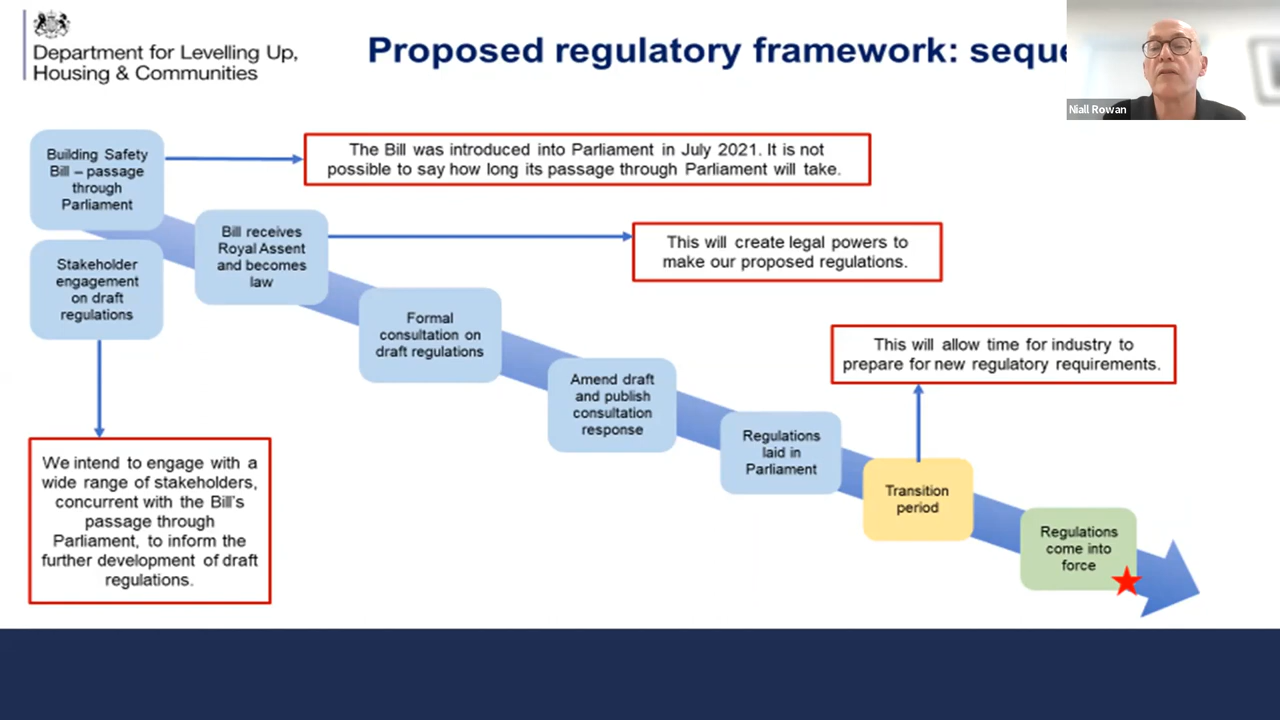 Department for Levelling Up,
Housing & Communities
Proposed regulatory framework: seque
Niall Rowan
Building Safety
Bill – passage
through
Parliament
The Bill was introduced into Parliament in July 2021. It is not
possible to say how long its passage through Parliament will take.
Bill receives
Royal Assent
and becomes
law
This will create legal powers to
make our proposed regulations.
Stakeholder
engagement
on draft
regulations
Formal
consultation on
draft regulations
This will allow time for industry to
prepare for new regulatory requirements.
Amend draft
and publish
consultation
response
Regulations
laid in
Parliament
Transition
period
Regulations
come into
force
We intend to engage with a
wide range of stakeholders,
concurrent with the Bill's
passage through
Parliament, to inform the
further development of draft
regulations.